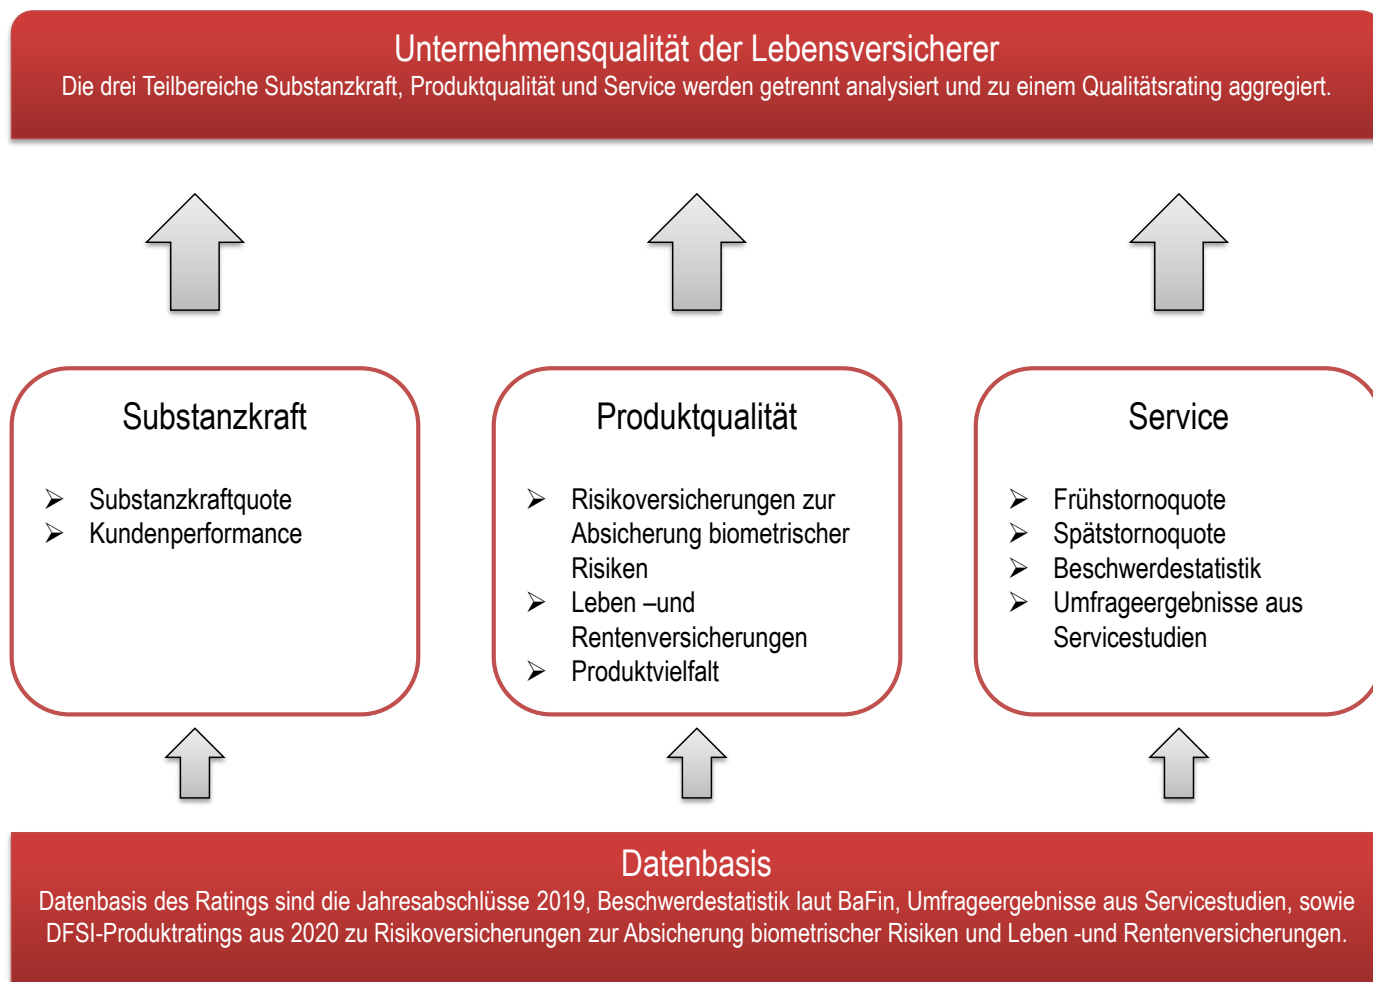 Unternehmensqualität der Lebensversicherer
Die drei Teilbereiche Substanzkraft, Produktqualität und Service werden getrennt analysiert und zu einem Qualitätsrating aggregiert.
Substanzkraft
➢ Substanzkraftquote
➢ Kundenperformance
Produktqualität
➢ Risikoversicherungen zur
Absicherung biometrischer
Risiken
➢ Leben –und
Rentenversicherungen
➢ Produktvielfalt
Service
➢ Frühstornoquote
➢ Spätstornoquote
➢ Beschwerdestatistik
➢ Umfrageergebnisse aus
Servicestudien
Datenbasis
Datenbasis des Ratings sind die Jahresabschlüsse 2019, Beschwerdestatistik laut BaFin, Umfrageergebnisse aus Servicestudien, sowie
DFSI-Produktratings aus 2020 zu Risikoversicherungen zur Absicherung biometrischer Risiken und Leben -und Rentenversicherungen.